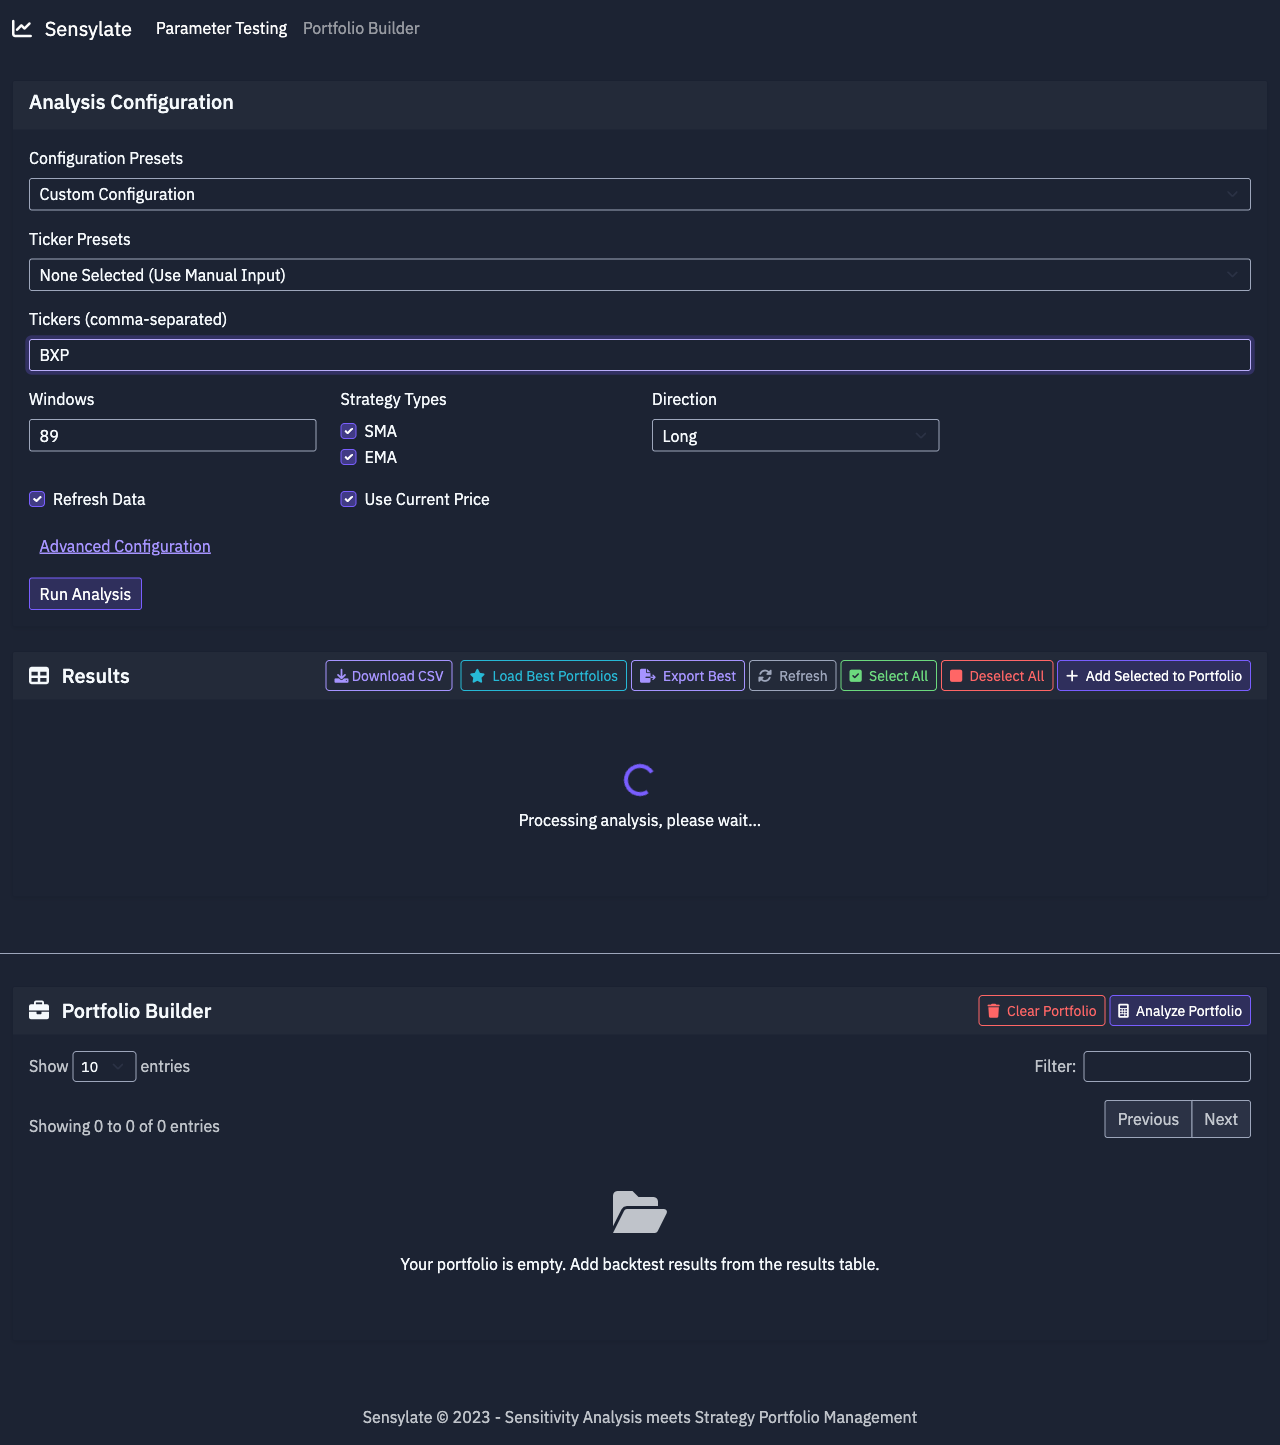 Sensylate Parameter Testing Portfolio Builder
Analysis Configuration
Configuration Presets
Custom Configuration
Ticker Presets
None Selected (Use Manual Input)
Tickers (comma-separated)
BXP
Windows Strategy Types Direction
89 SMA Long
EMA
Refresh Data Use Current Price
Advanced Configuration
Run Analysis
Results Download CSV Load Best Portfolios Export Best Refresh Select All Deselect All Add Selected to Portfolio
Processing analysis, please wait...
Portfolio Builder Clear Portfolio Analyze Portfolio
Show 10 entries Filter:
Showing 0 to 0 of 0 entries Previous Next
Your portfolio is empty. Add backtest results from the results table.
Sensylate © 2023 - Sensitivity Analysis meets Strategy Portfolio Management